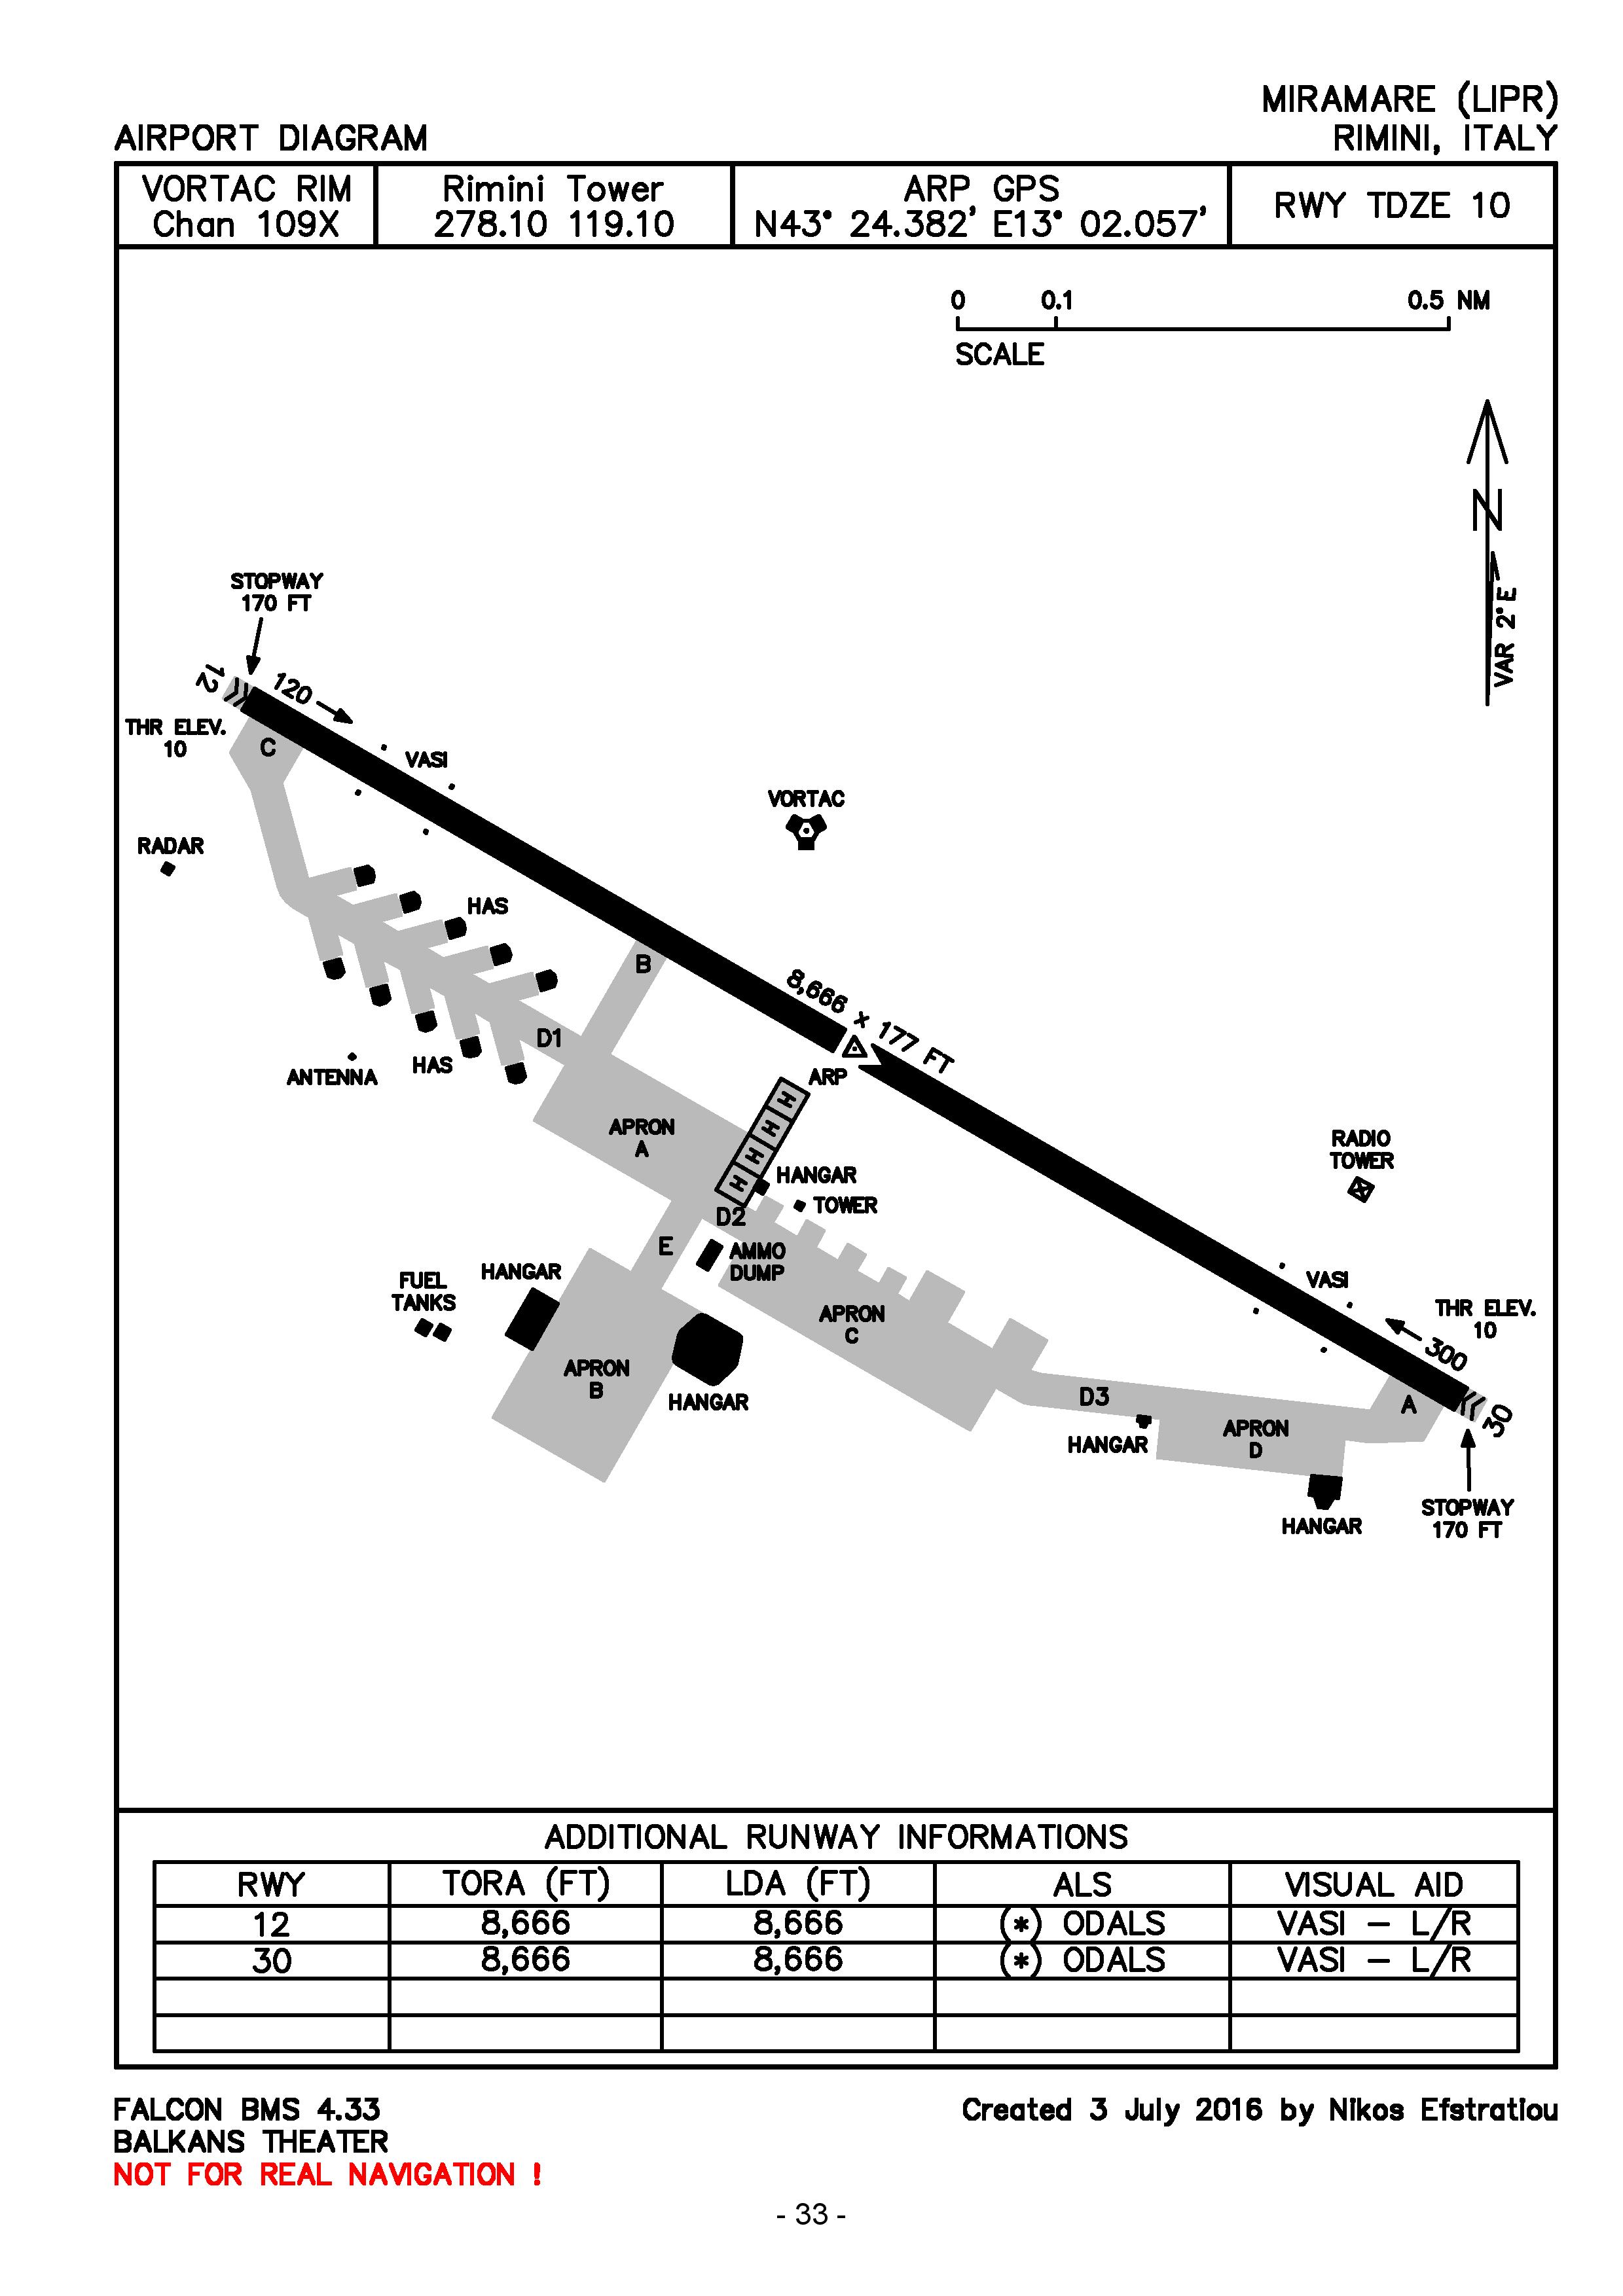 MIRAMARE (LIPR)
AIRPORT DIAGRAM
RIMINI, ITALY
VORTAC RIM
Chan 109X
Rimini Tower
278.10 119.10
ARP GPS
N43° 24.382' E13° 02.057'
RWY TDZE 10
0 0.1 0.5 NM
SCALE
N
VAR 2° E
STOPWAY
170 FT
12
120
THR ELEV.
10
C
VASI
VORTAC
RADAR
HAS
B
8,666 x 177 FT
D1
HAS
ANTENNA
ARP
H
H
H
H
APRON
A
RADIO
TOWER
HANGAR
TOWER
D2
E
AMMO
DUMP
HANGAR
FUEL
TANKS
VASI
THR ELEV.
10
APRON
C
300
APRON
B
HANGAR
D3
A
30
APRON
D
HANGAR
STOPWAY
170 FT
HANGAR
ADDITIONAL RUNWAY INFORMATIONS
RWY TORA (FT) LDA (FT) ALS VISUAL AID
12 8,666 8,666 (*) ODALS VASI - L/R
30 8,666 8,666 (*) ODALS VASI - L/R
FALCON BMS 4.33
Created 3 July 2016 by Nikos Efstratiou
BALKANS THEATER
NOT FOR REAL NAVIGATION !
- 33 -